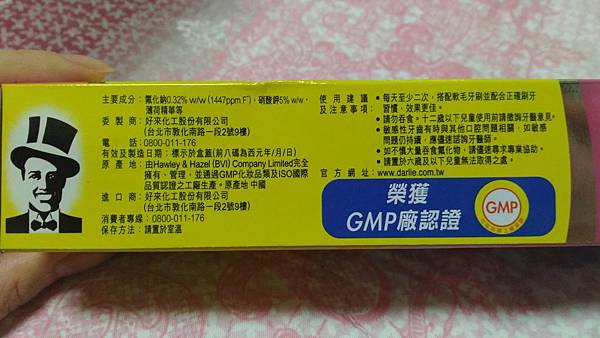 主要成分：氟化鈉0.32% w/w (1447ppm F⁻), 硝酸鉀5% w/w,
薄荷精華等
委 製 商：好來化工股份有限公司
(台北市敦化南路一段2號9樓)
電 話：0800-011-176
有效及製造日期：標示於盒蓋(前八碼為西元年/月/日)
原 產 地：由Hawley & Hazel (BVI) Company Limited完全
擁有、管理，並通過GMP化妝品類及ISO國際
品質認證之工廠生產。原產地 中國
進 口 商：好來化工股份有限公司
(台北市敦化南路一段2號9樓)
消費者專線：0800-011-176
保存方法：請置於室溫
使 用 建 議
及 注 意 事 項：
• 每天至少二次，搭配軟毛牙刷並配合正確刷牙
習慣，效果更佳。
• 請勿吞食。十二歲以下兒童使用前請徵詢牙醫意見。
• 敏感性牙齒有時與其他口腔問題相關，如敏感
問題仍持續，應儘速諮詢牙醫師。
• 如不慎大量吞食氟化物，請儘速尋求專業協助。
• 請置於六歲及以下兒童無法取得之處。
官 方 網 站：www.darlie.com.tw
榮獲
GMP廠認證
GMP